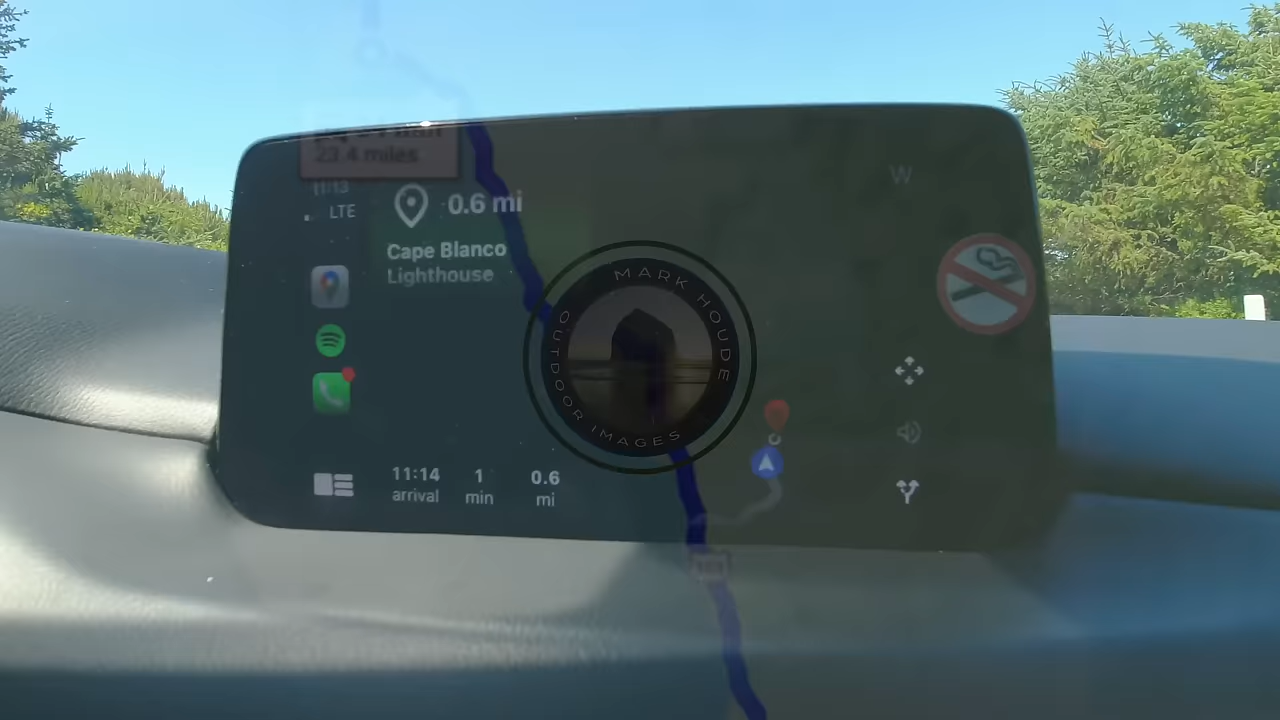 23.4 miles
11:13
LTE
0.6 mi
Cape Blanco
Lighthouse
W
MARK HOUDE
OUTDOOR IMAGES
11:14 1 0.6
arrival min mi